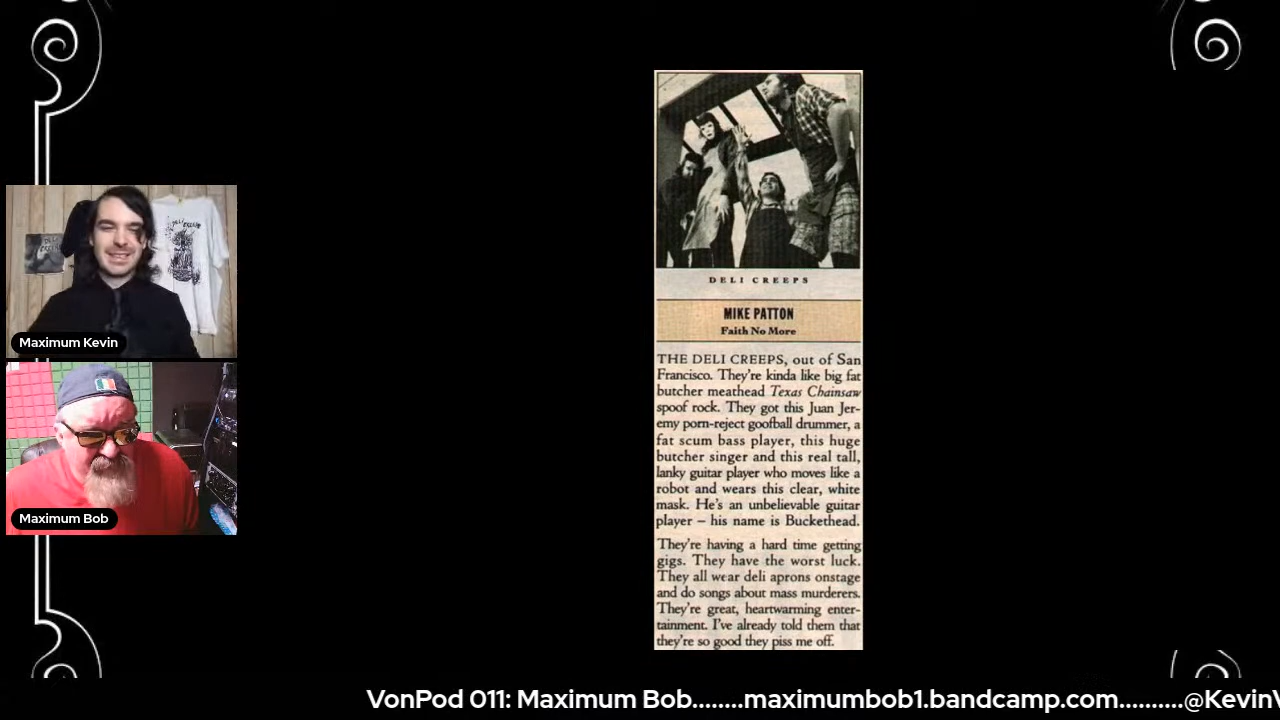 DELI CREEPS
MIKE PATTON
Faith No More
THE DELI CREEPS, out of San
Francisco. They're kinda like big fat
butcher meathead Texas Chainsaw
spoof rock. They got this Juan Jer-
emy porn-reject goofball drummer, a
fat scum bass player, this huge
butcher singer and this real tall,
lanky guitar player who moves like a
robot and wears this clear, white
mask. He's an unbelievable guitar
player – his name is Buckethead.
They're having a hard time getting
gigs. They have the worst luck.
They all wear deli aprons onstage
and do songs about mass murderers.
They're great, heartwarming enter-
tainment. I've already told them that
they're so good they piss me off.
Maximum Kevin
Maximum Bob
VonPod 011: Maximum Bob........maximumbob1.bandcamp.com..........@KevinV